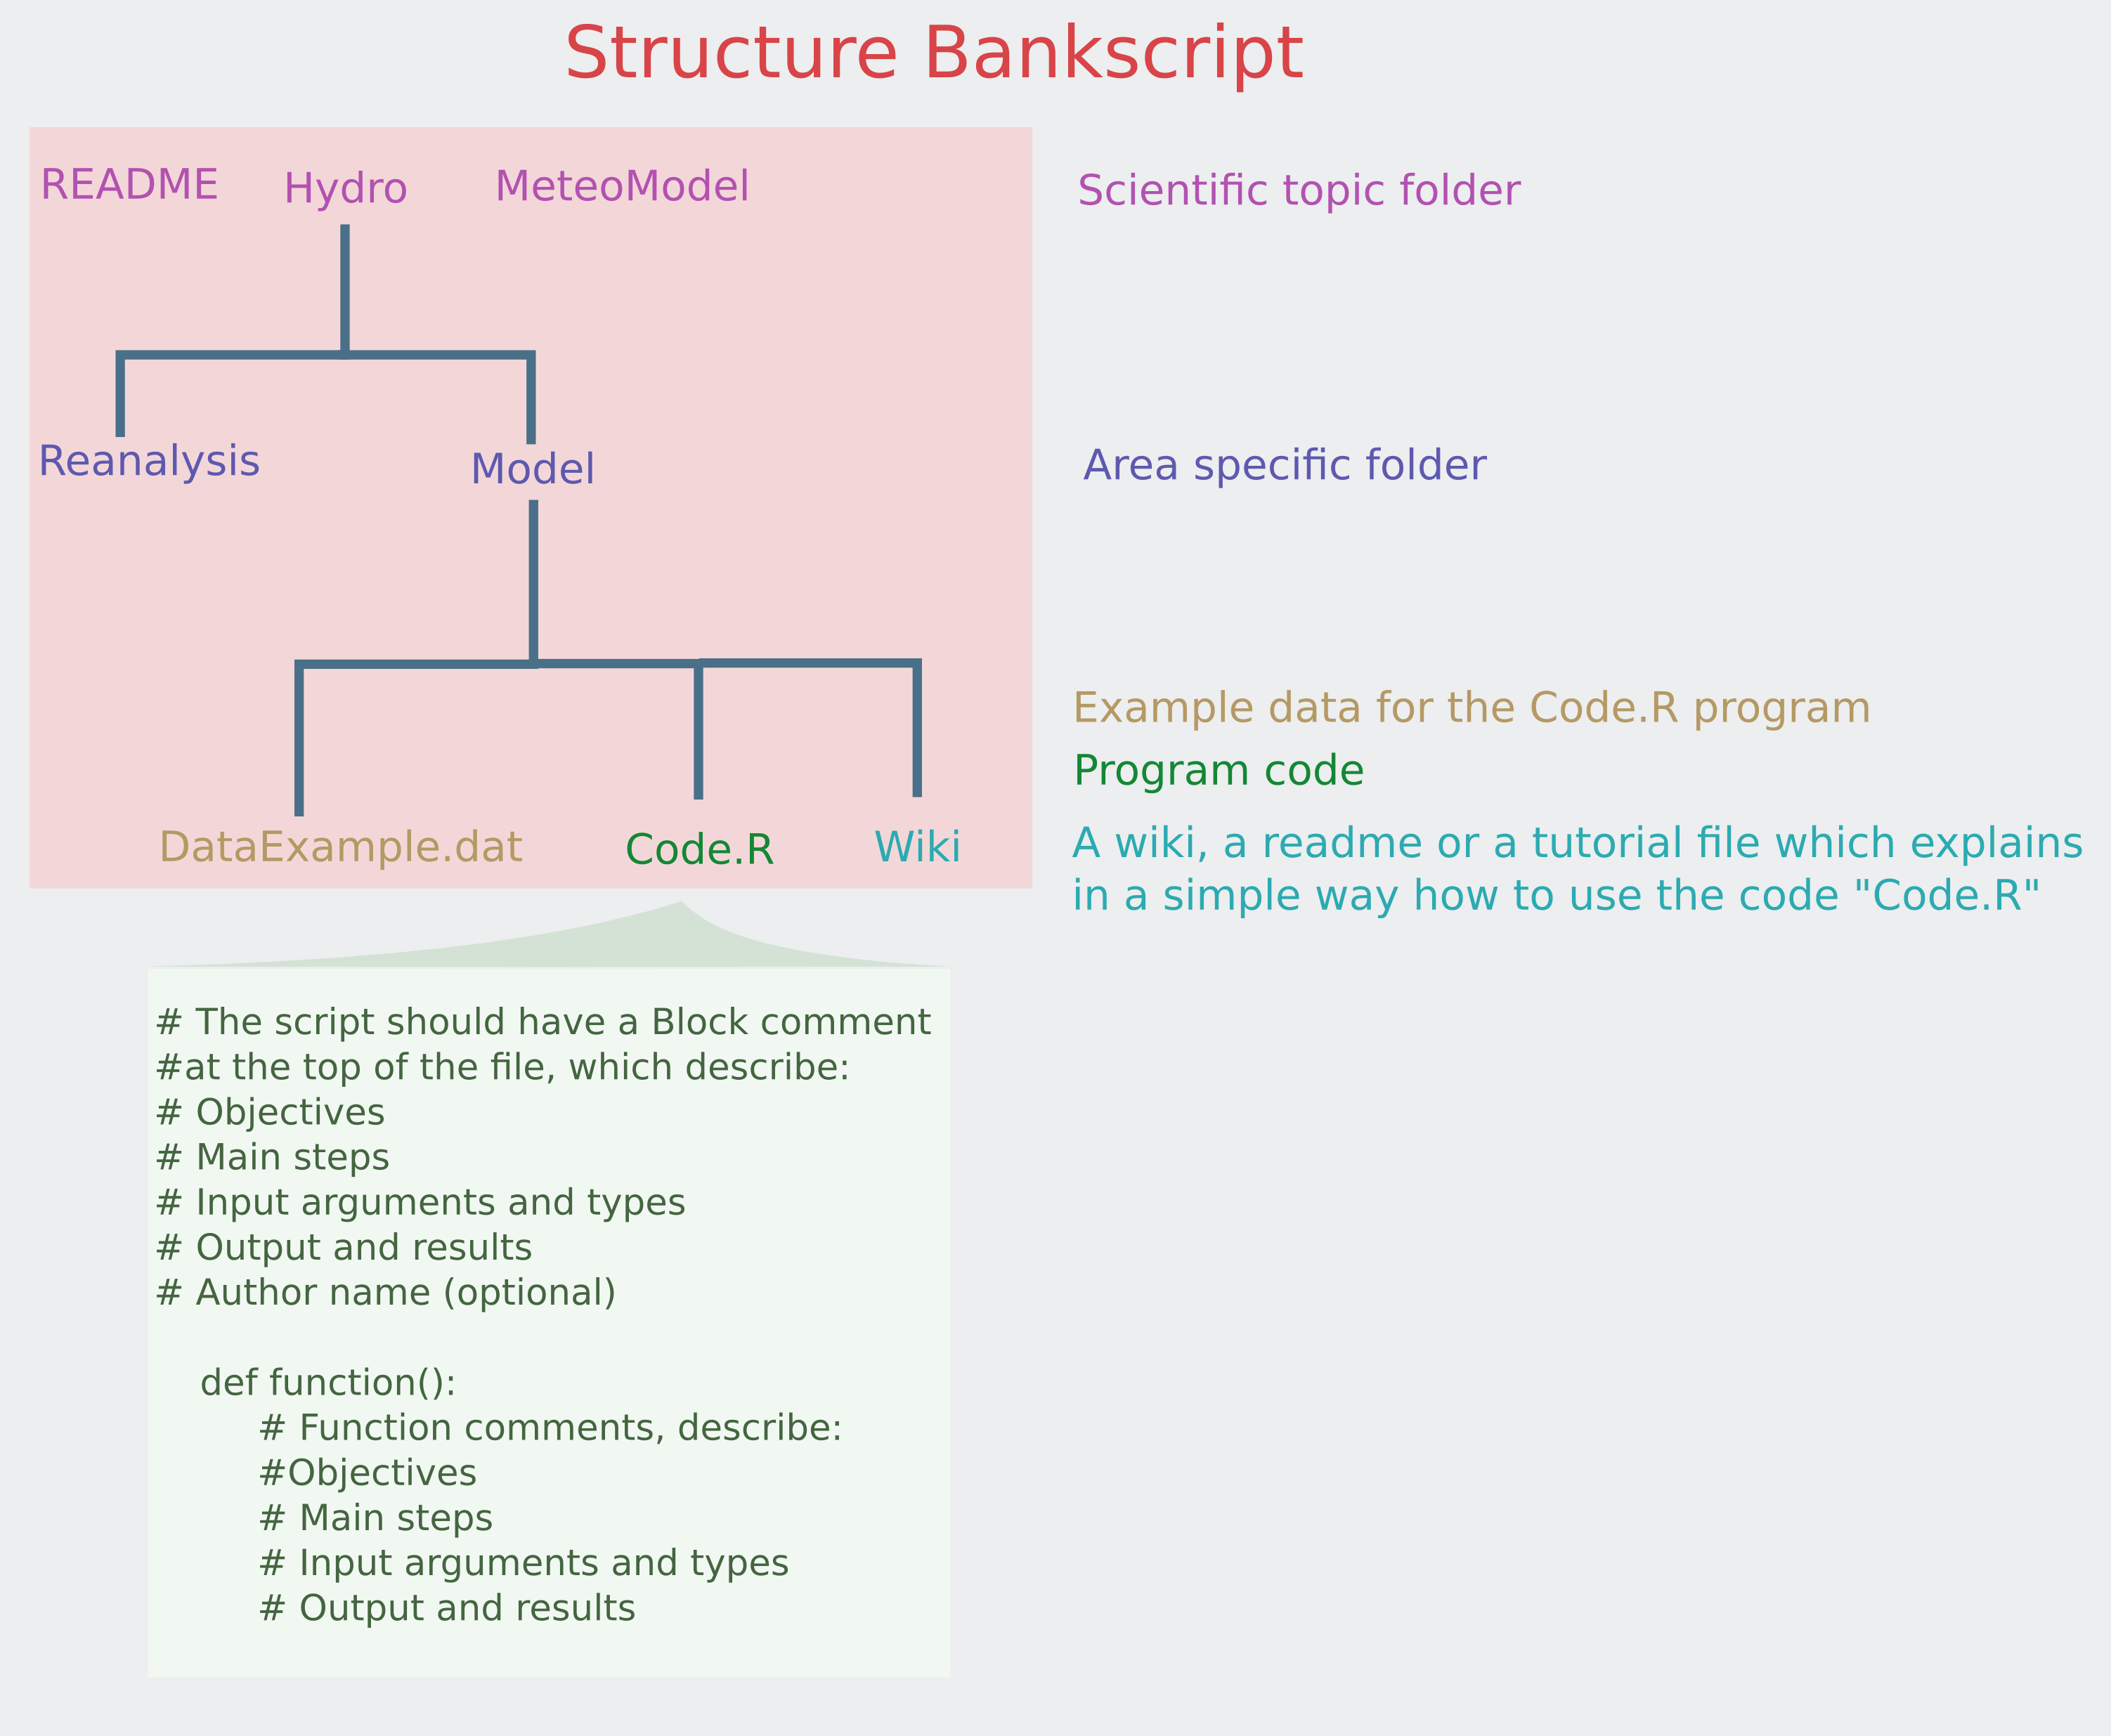 Structure Bankscript
README Hydro MeteoModel Scientific topic folder
Reanalysis Model Area specific folder
Example data for the Code.R program
Program code
DataExample.dat Code.R Wiki
A wiki, a readme or a tutorial file which explains
in a simple way how to use the code "Code.R"
# The script should have a Block comment
#at the top of the file, which describe:
# Objectives
# Main steps
# Input arguments and types
# Output and results
# Author name (optional)
def function():
# Function comments, describe:
#Objectives
# Main steps
# Input arguments and types
# Output and results